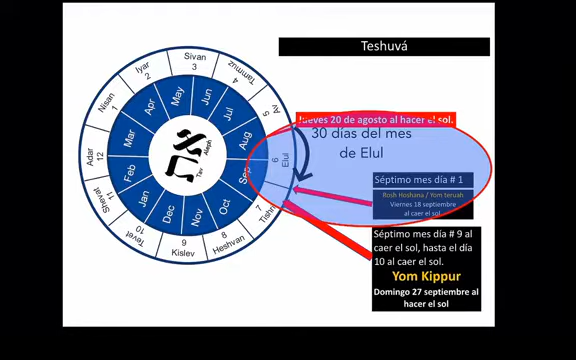 Teshuvá
Jueves 20 de agosto al hacer el sol.
30 días del mes
de Elul
Séptimo mes día # 1
Rosh Hoshana / Yom teruah
Viernes 18 septiembre
al caer el sol
Séptimo mes día # 9 al
caer el sol, hasta el día
10 al caer el sol.
Yom Kippur
Domingo 27 septiembre al
hacer el sol
Nisan
1
Iyar
2
Sivan
3
Tammuz
4
Av
5
Elul
6
Tishri
7
Heshvan
8
Kislev
9
Tevet
10
Shevat
11
Adar
12
Jan
Feb
Mar
Apr
May
Jun
Jul
Aug
Sep
Oct
Nov
Dec
א
Aleph
ת
Tav